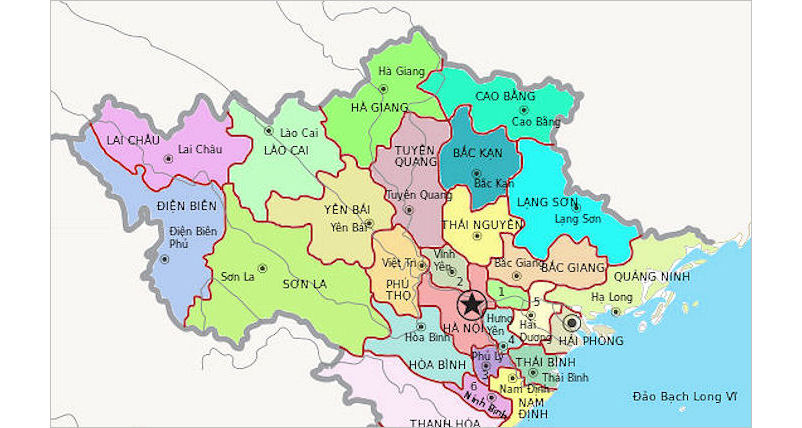 Hà Giang
HÀ GIANG
CAO BẰNG
Cao Bằng
LAI CHÂU
Lai Châu
Lào Cai
LÀO CAI
TUYÊN
QUANG
Tuyên Quang
BẮC KẠN
Bắc Kạn
LẠNG SƠN
Lạng Sơn
ĐIỆN BIÊN
Điện Biên
Phủ
YÊN BÁI
Yên Bái
THÁI NGUYÊN
Sơn La
SƠN LA
Việt Trì
PHÚ
THỌ
Vĩnh
Yên
2
Bắc Giang
BẮC GIANG
QUẢNG NINH
Hạ Long
1
5
HÀ NỘI
Hưng
Yên
4
Hải
Dương
HẢI PHÒNG
Hòa Bình
HÒA BÌNH
Phủ Lý
3
THÁI BÌNH
Thái Bình
6
Ninh Bình
Nam Định
NAM
ĐỊNH
THANH HÓA
Đảo Bạch Long Vĩ